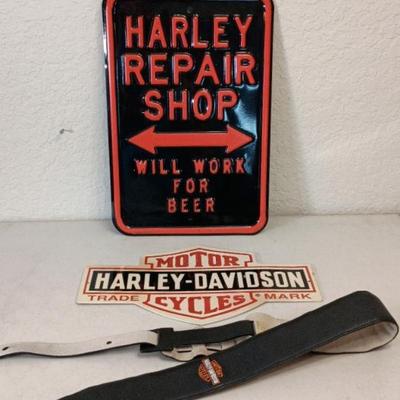 HARLEY
REPAIR
SHOP
WILL WORK
FOR
BEER
MOTOR
HARLEY-DAVIDSON
TRADE MARK
CYCLES